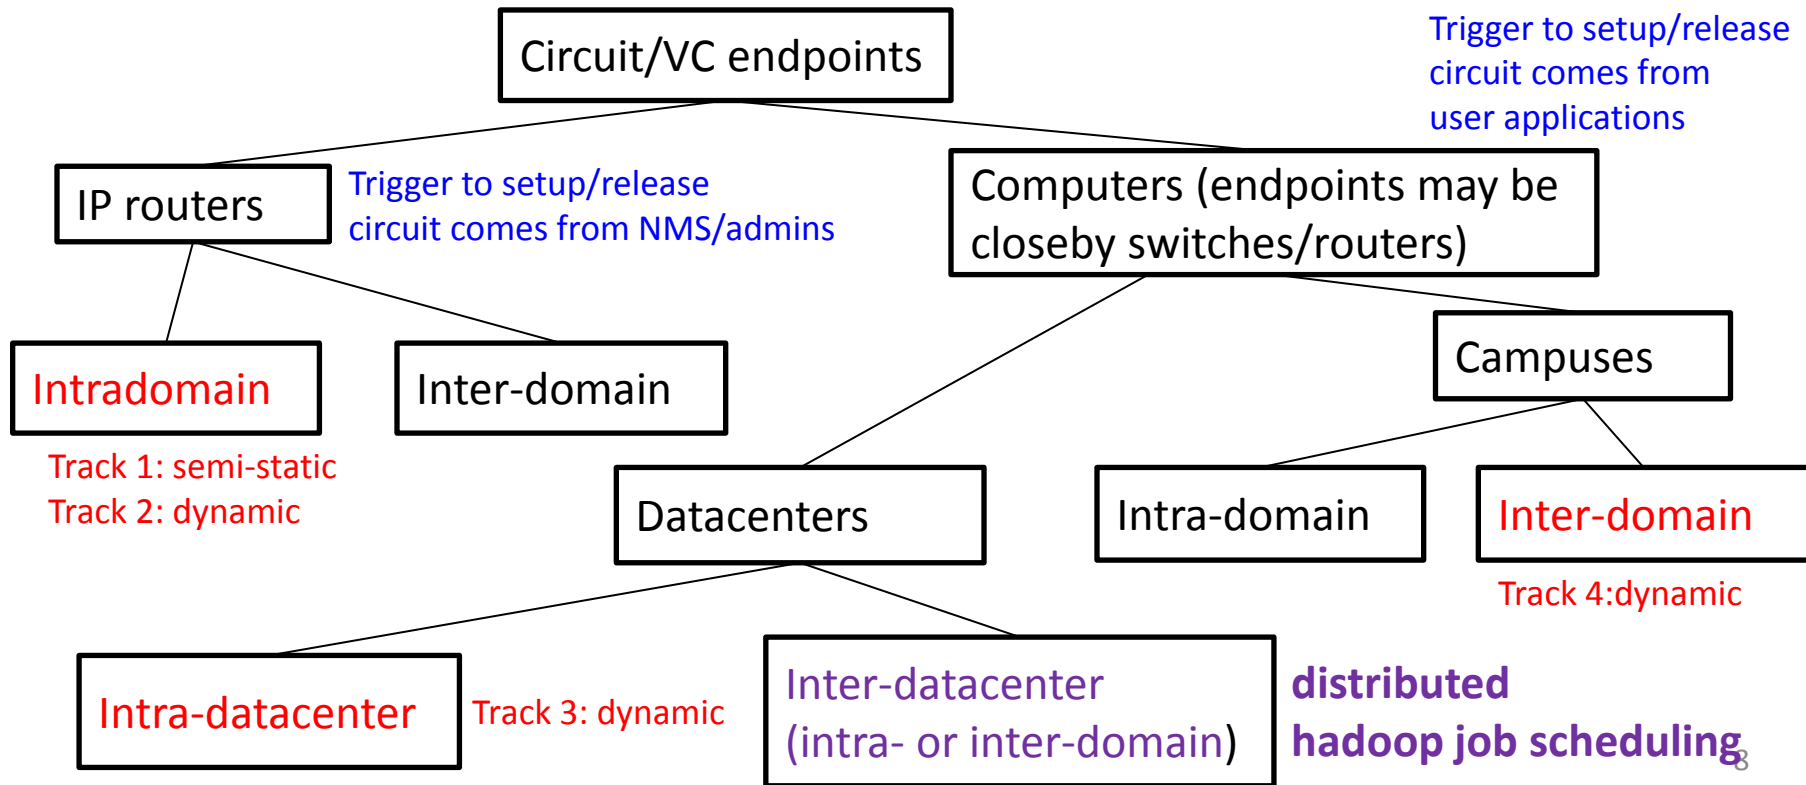 Circuit/VC endpoints
Trigger to setup/release
circuit comes from
user applications
IP routers
Trigger to setup/release
circuit comes from NMS/admins
Computers (endpoints may be
closeby switches/routers)
Intradomain
Inter-domain
Campuses
Track 1: semi-static
Track 2: dynamic
Datacenters
Intra-domain
Inter-domain
Track 4:dynamic
Intra-datacenter
Track 3: dynamic
Inter-datacenter
(intra- or inter-domain)
distributed
hadoop job scheduling
8